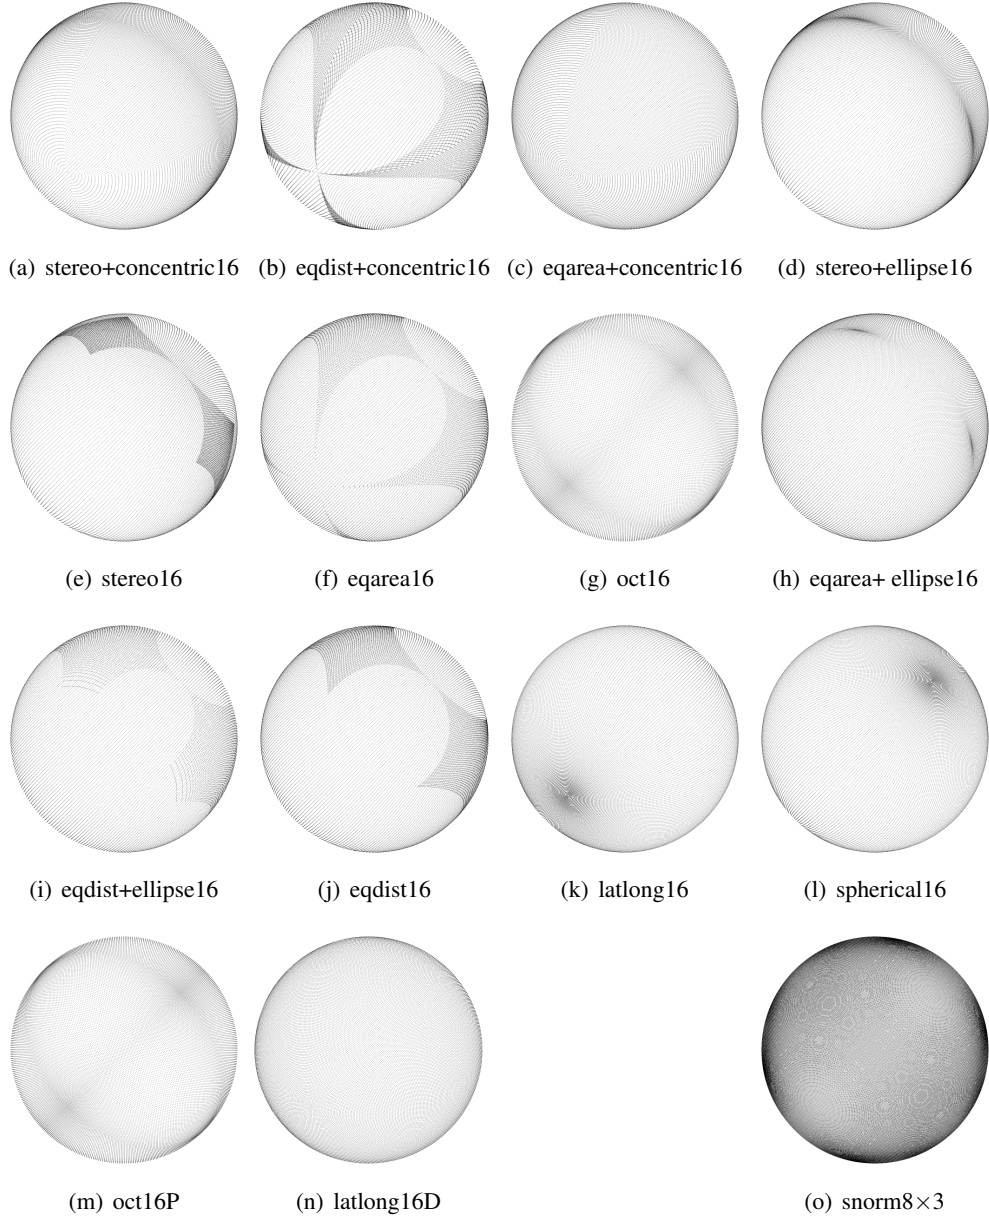 (a) stereo+concentric16 (b) eqdist+concentric16 (c) eqarea+concentric16 (d) stereo+ellipse16
(e) stereo16 (f) eqarea16 (g) oct16 (h) eqarea+ ellipse16
(i) eqdist+ellipse16 (j) eqdist16 (k) latlong16 (l) spherical16
(m) oct16P (n) latlong16D (o) snorm8×3